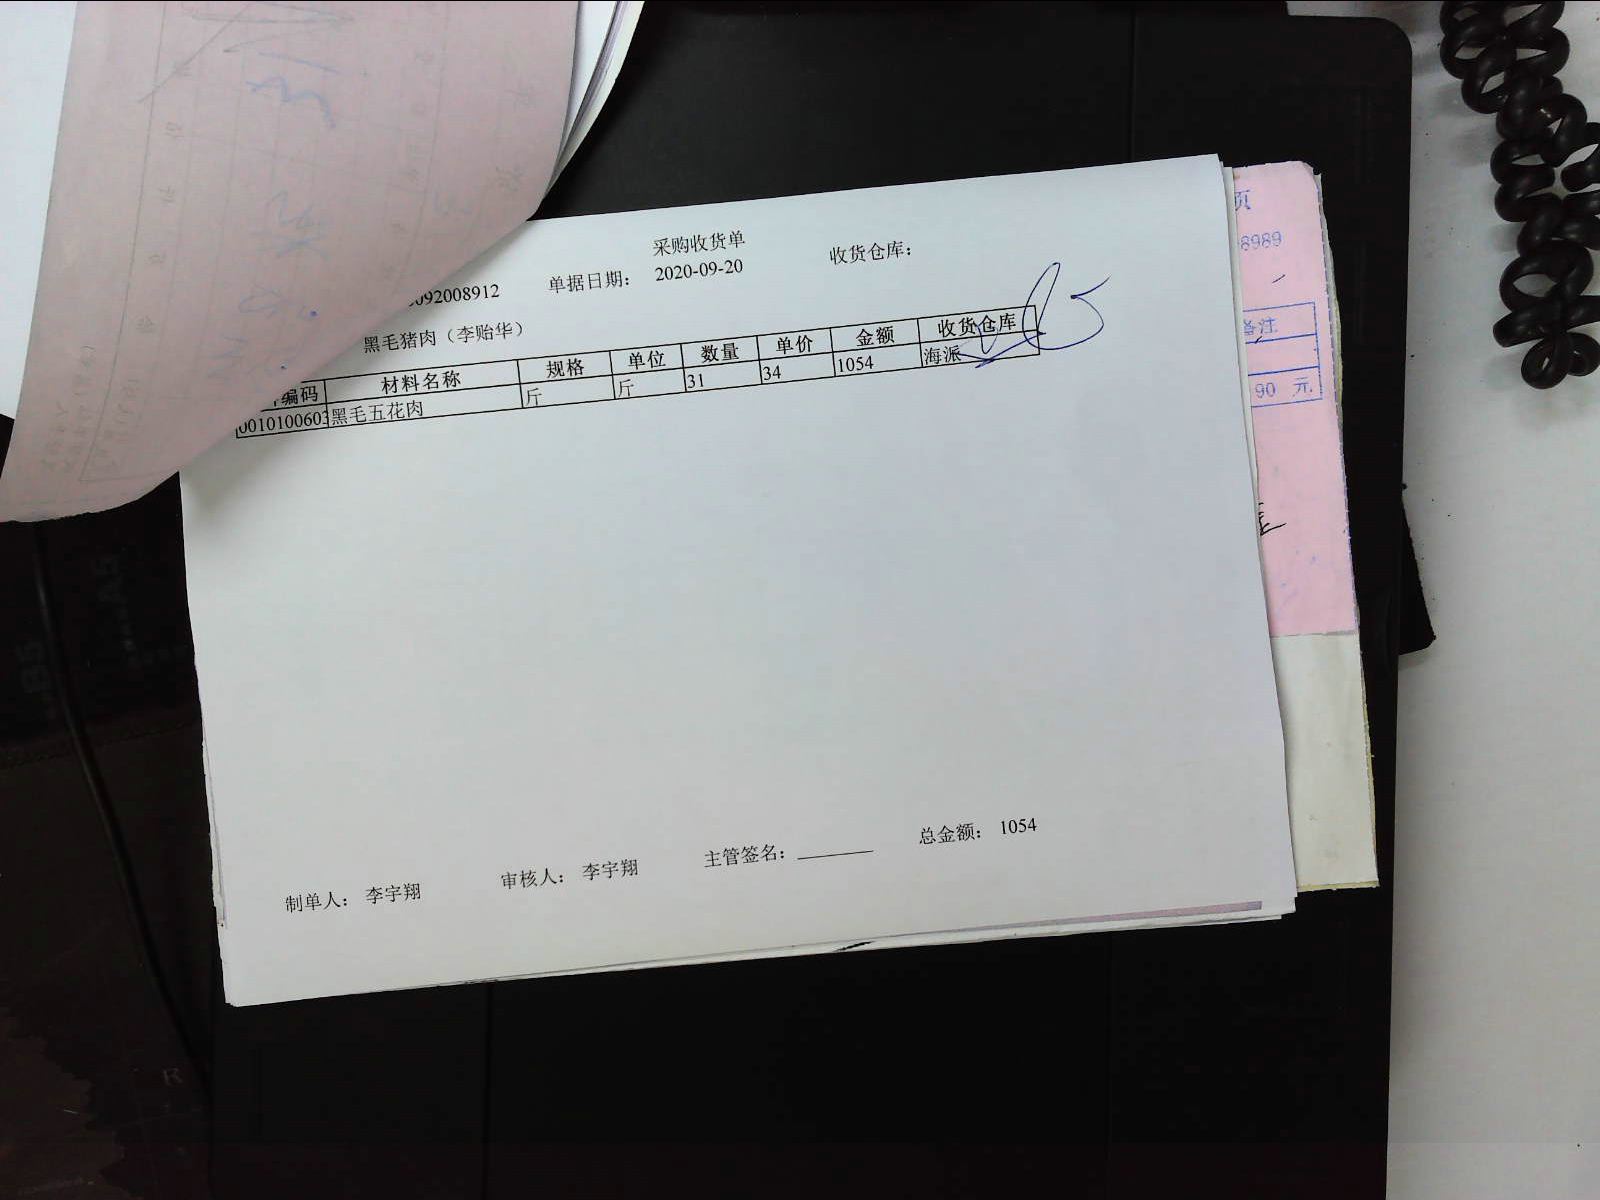 采购收货单
092008912 单据日期： 2020-09-20 收货仓库：
黑毛猪肉（李贻华）
编码 材料名称 规格 单位 数量 单价 金额 收货仓库
0010100603 黑毛五花肉 斤 斤 31 34 1054 海派
制单人： 李宇翔 审核人： 李宇翔 主管签名： 总金额： 1054
页
8989
备注
90 元